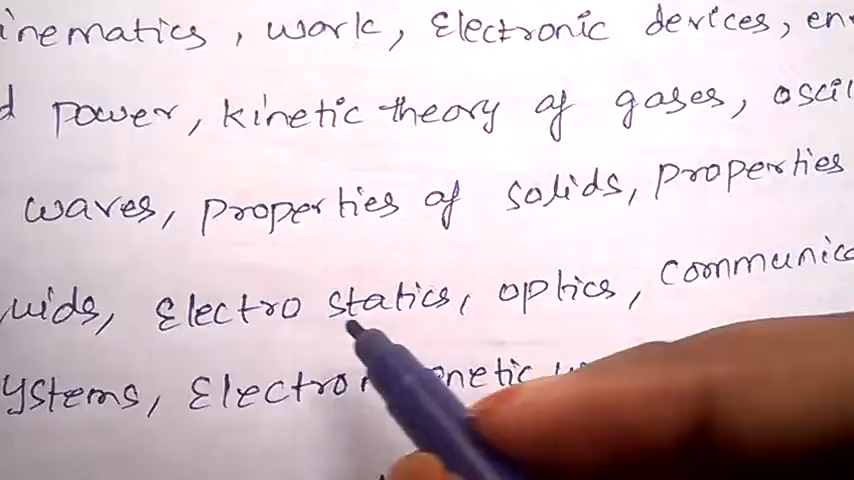 inematics, work, Electronic devices, en
d power, kinetic theory of gases, oscil
waves, properties of solids, properties
uids, Electro statics, optics, communic
ystems, Electro netic